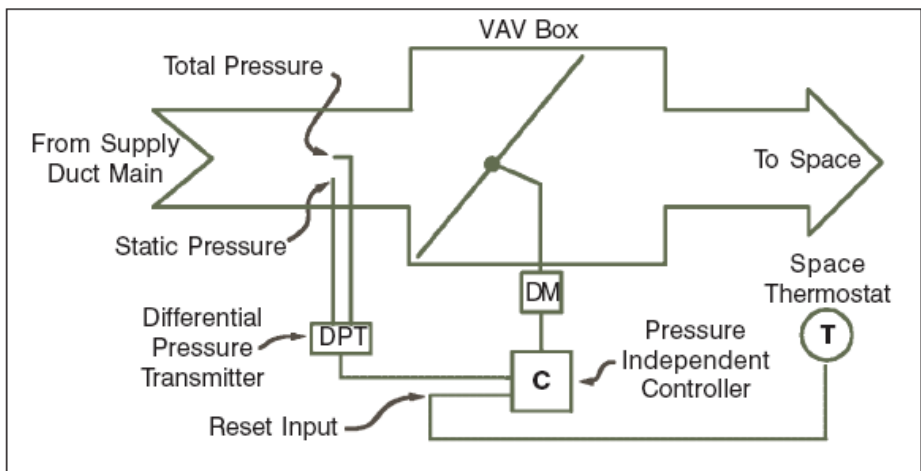 VAV Box
Total Pressure
From Supply
Duct Main
To Space
Static Pressure
Space
Thermostat
DM
T
Differential
Pressure
Transmitter
DPT
Pressure
Independent
Controller
C
Reset Input